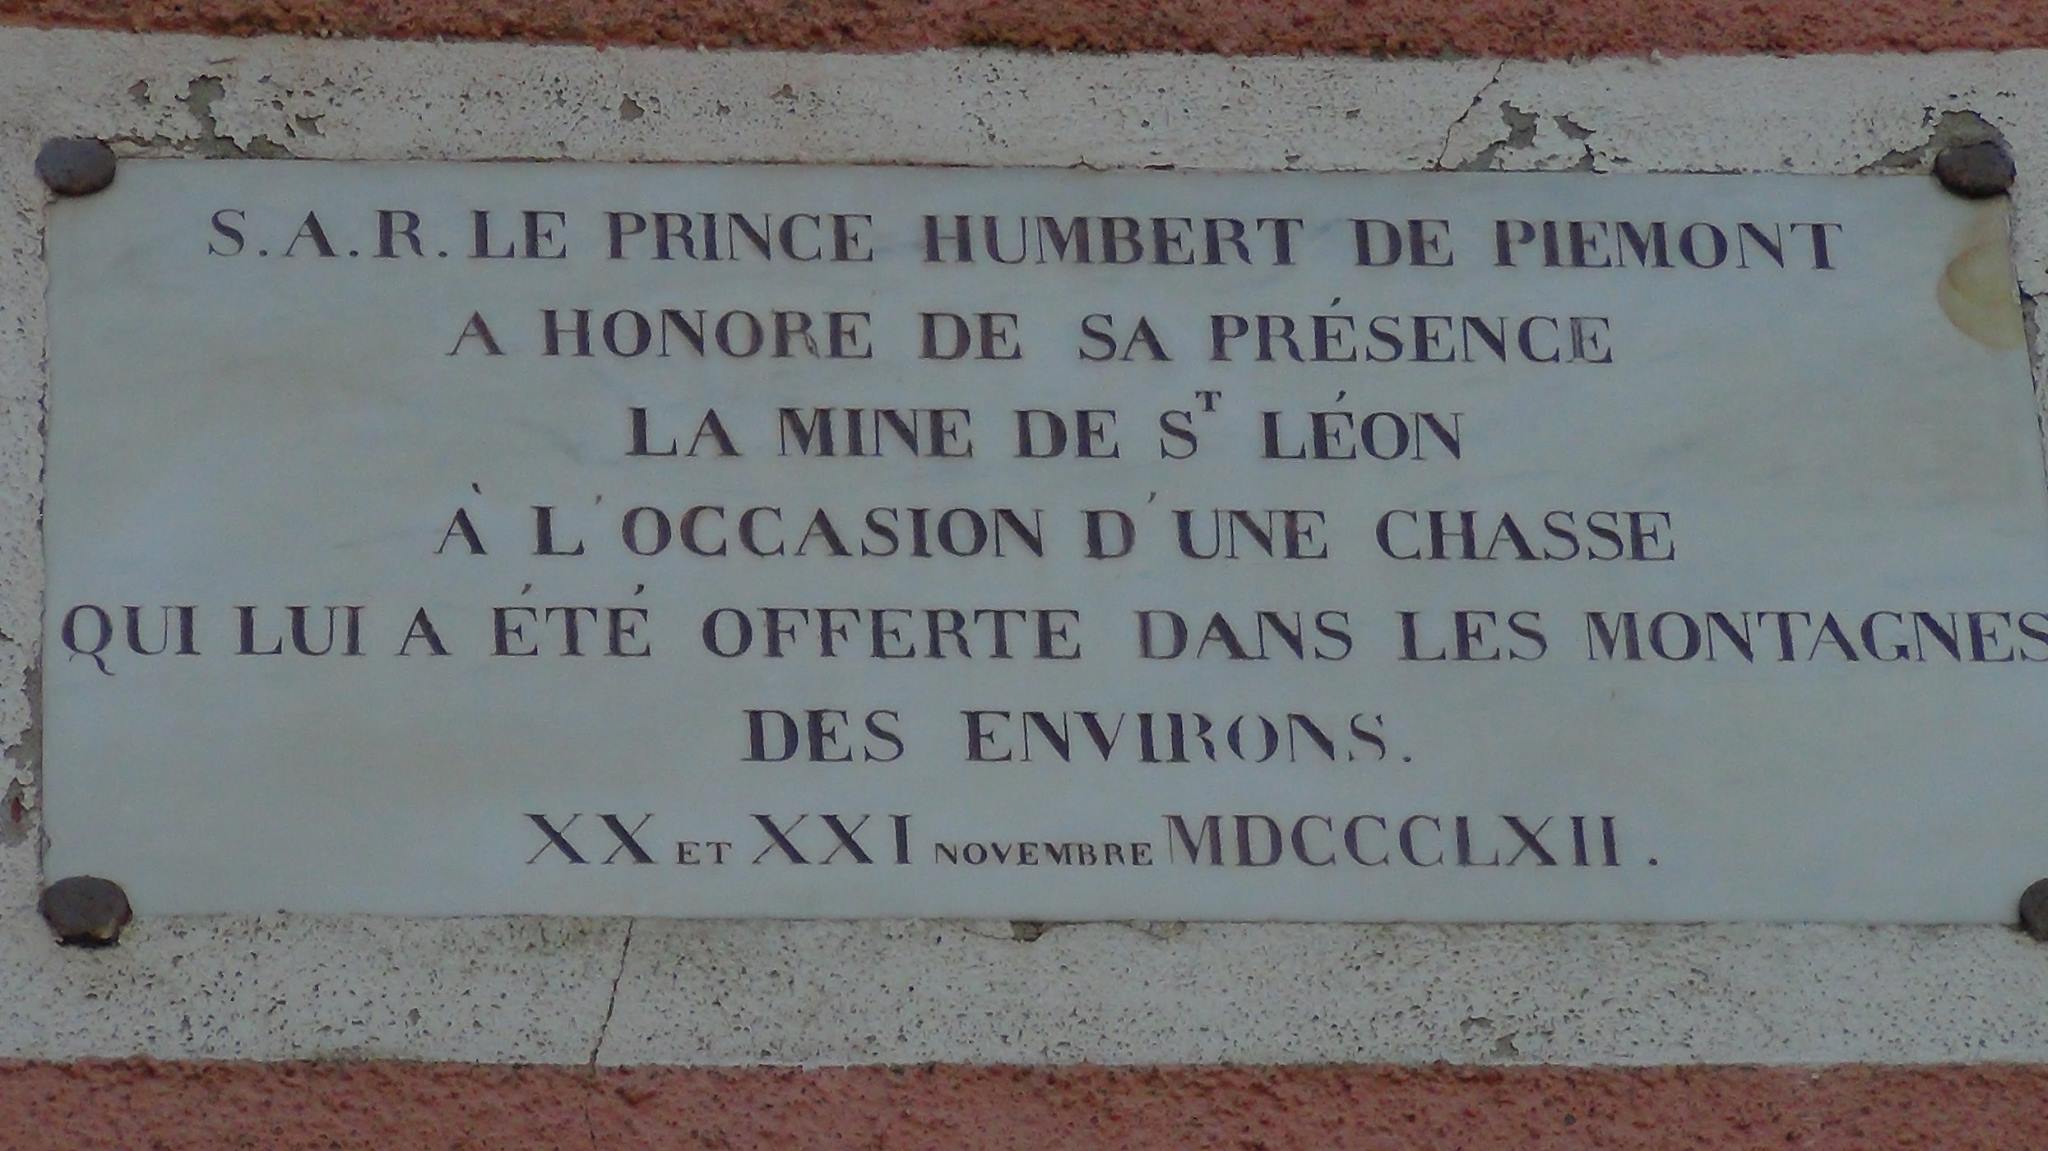 S.A.R. LE PRINCE HUMBERT DE PIEMONT
A HONORE DE SA PRÉSENCE
LA MINE DE Sᵀ LÉON
À L'OCCASION D'UNE CHASSE
QUI LUI A ÉTÉ OFFERTE DANS LES MONTAGNES
DES ENVIRONS.
XX ET XXI NOVEMBRE MDCCCLXII.